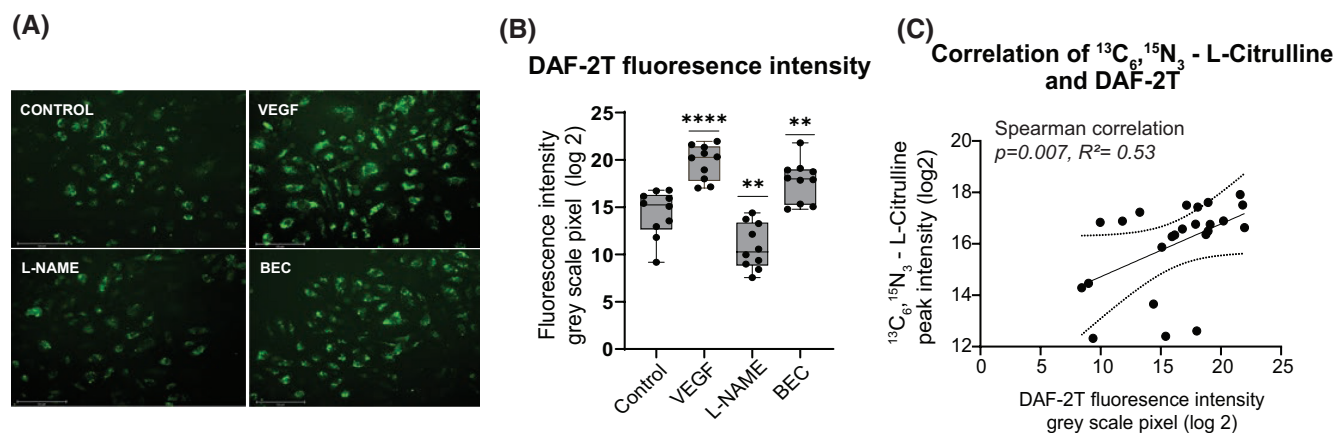 (A)
CONTROL
VEGF
L-NAME
BEC
(B)
DAF-2T fluoresence intensity
Fluorescence intensity
grey scale pixel (log 2)
25
20
15
10
5
0
****
**
**
Control
VEGF
L-NAME
BEC
(C)
Correlation of ¹³C₆,¹⁵N₃ - L-Citrulline
and DAF-2T
Spearman correlation
p=0.007, R²= 0.53
¹³C₆,¹⁵N₃ - L-Citrulline
peak intensity (log2)
20
18
16
14
12
0
5
10
15
20
25
DAF-2T fluorescence intensity
grey scale pixel (log 2)